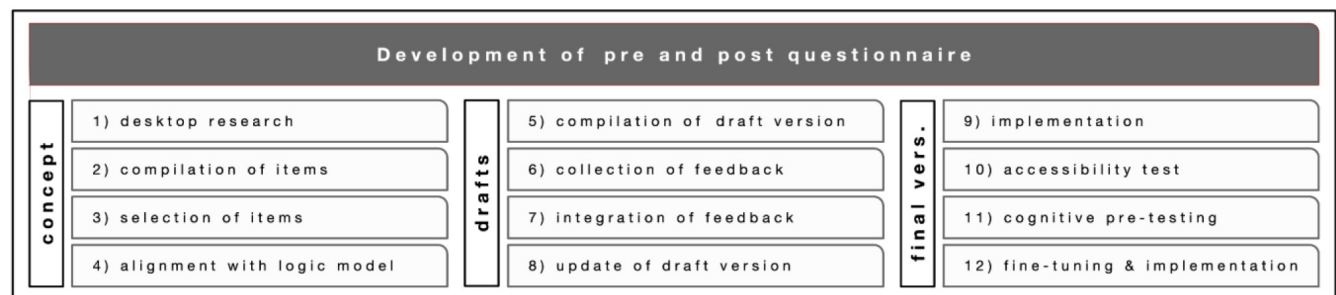 Development of pre and post questionnaire
concept
1) desktop research
2) compilation of items
3) selection of items
4) alignment with logic model
drafts
5) compilation of draft version
6) collection of feedback
7) integration of feedback
8) update of draft version
final vers.
9) implementation
10) accessibility test
11) cognitive pre-testing
12) fine-tuning & implementation